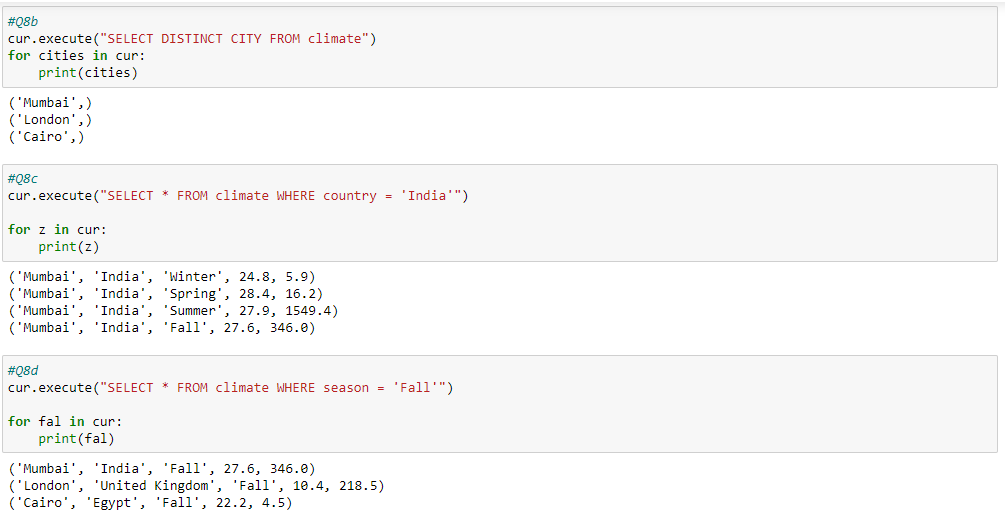 #Q8b
cur.execute("SELECT DISTINCT CITY FROM climate")
for cities in cur:
    print(cities)
('Mumbai',)
('London',)
('Cairo',)
#Q8c
cur.execute("SELECT * FROM climate WHERE country = 'India'")
for z in cur:
    print(z)
('Mumbai', 'India', 'Winter', 24.8, 5.9)
('Mumbai', 'India', 'Spring', 28.4, 16.2)
('Mumbai', 'India', 'Summer', 27.9, 1549.4)
('Mumbai', 'India', 'Fall', 27.6, 346.0)
#Q8d
cur.execute("SELECT * FROM climate WHERE season = 'Fall'")
for fal in cur:
    print(fal)
('Mumbai', 'India', 'Fall', 27.6, 346.0)
('London', 'United Kingdom', 'Fall', 10.4, 218.5)
('Cairo', 'Egypt', 'Fall', 22.2, 4.5)